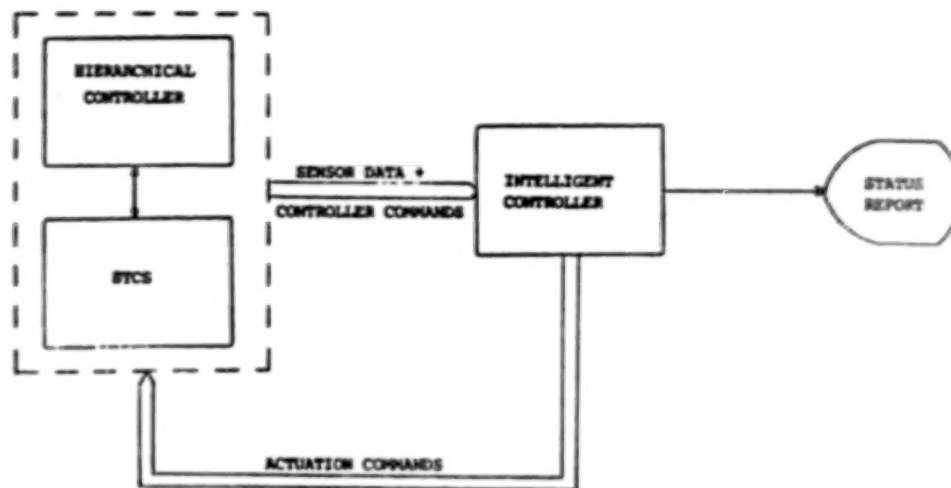 HIERARCHICAL
CONTROLLER
STCS
SENSOR DATA +
CONTROLLER COMMANDS
INTELLIGENT
CONTROLLER
STATUS
REPORT
ACTUATION COMMANDS